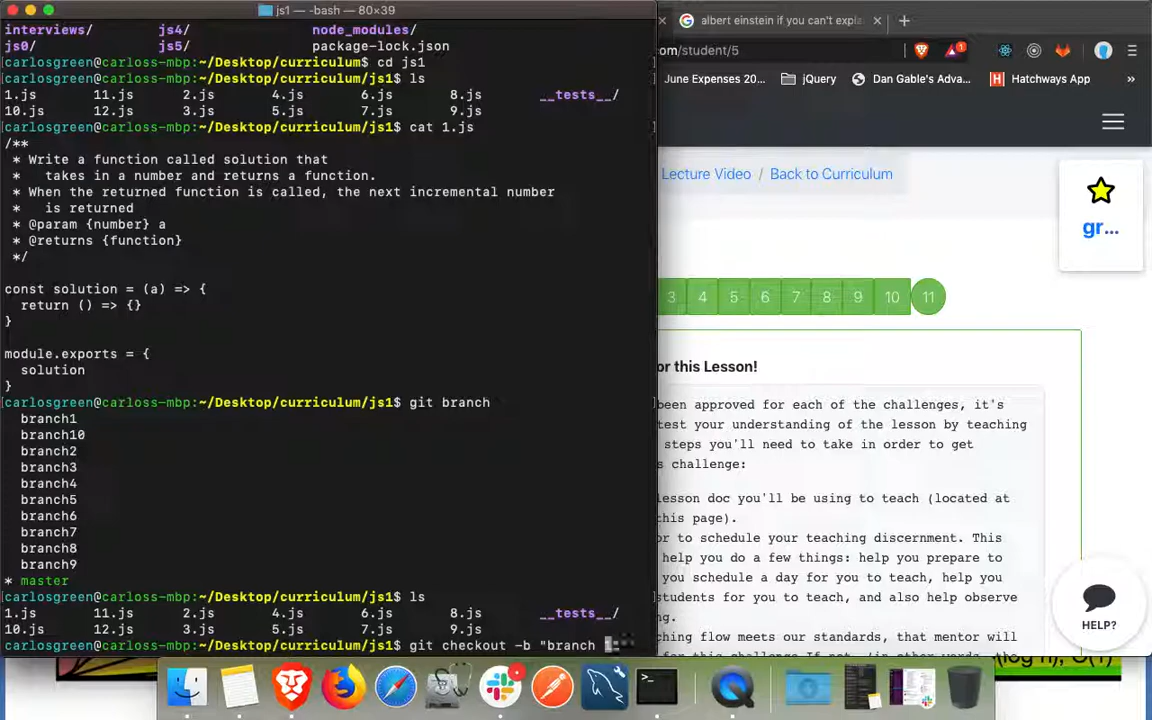 js1 — -bash — 80×39
interviews/ js4/ node_modules/
js0/ js5/ package-lock.json
[carlosgreen@carloss-mbp:~/Desktop/curriculum$ cd js1
[carlosgreen@carloss-mbp:~/Desktop/curriculum/js1$ ls
1.js 11.js 2.js 4.js 6.js 8.js __tests__/
10.js 12.js 3.js 5.js 7.js 9.js
[carlosgreen@carloss-mbp:~/Desktop/curriculum/js1$ cat 1.js
/**
* Write a function called solution that
* takes in a number and returns a function.
* When the returned function is called, the next incremental number
* is returned
* @param {number} a
* @returns {function}
*/
const solution = (a) => {
return () => {}
}
module.exports = {
solution
}
[carlosgreen@carloss-mbp:~/Desktop/curriculum/js1$ git branch
branch1
branch10
branch2
branch3
branch4
branch5
branch6
branch7
branch8
branch9
* master
[carlosgreen@carloss-mbp:~/Desktop/curriculum/js1$ ls
1.js 11.js 2.js 4.js 6.js 8.js __tests__/
10.js 12.js 3.js 5.js 7.js 9.js
carlosgreen@carloss-mbp:~/Desktop/curriculum/js1$ git checkout -b "branch
albert einstein if you can't expla
com/student/5
1
June Expenses 20... jQuery Dan Gable's Adva... Hatchways App »
Lecture Video / Back to Curriculum
gr...
3 4 5 6 7 8 9 10 11
or this Lesson!
been approved for each of the challenges, it's
test your understanding of the lesson by teaching
steps you'll need to take in order to get
s challenge:
lesson doc you'll be using to teach (located at
this page).
or to schedule your teaching discernment. This
help you do a few things: help you prepare to
you schedule a day for you to teach, help you
students for you to teach, and also help observe
ng.
ching flow meets our standards, that mentor will
HELP?